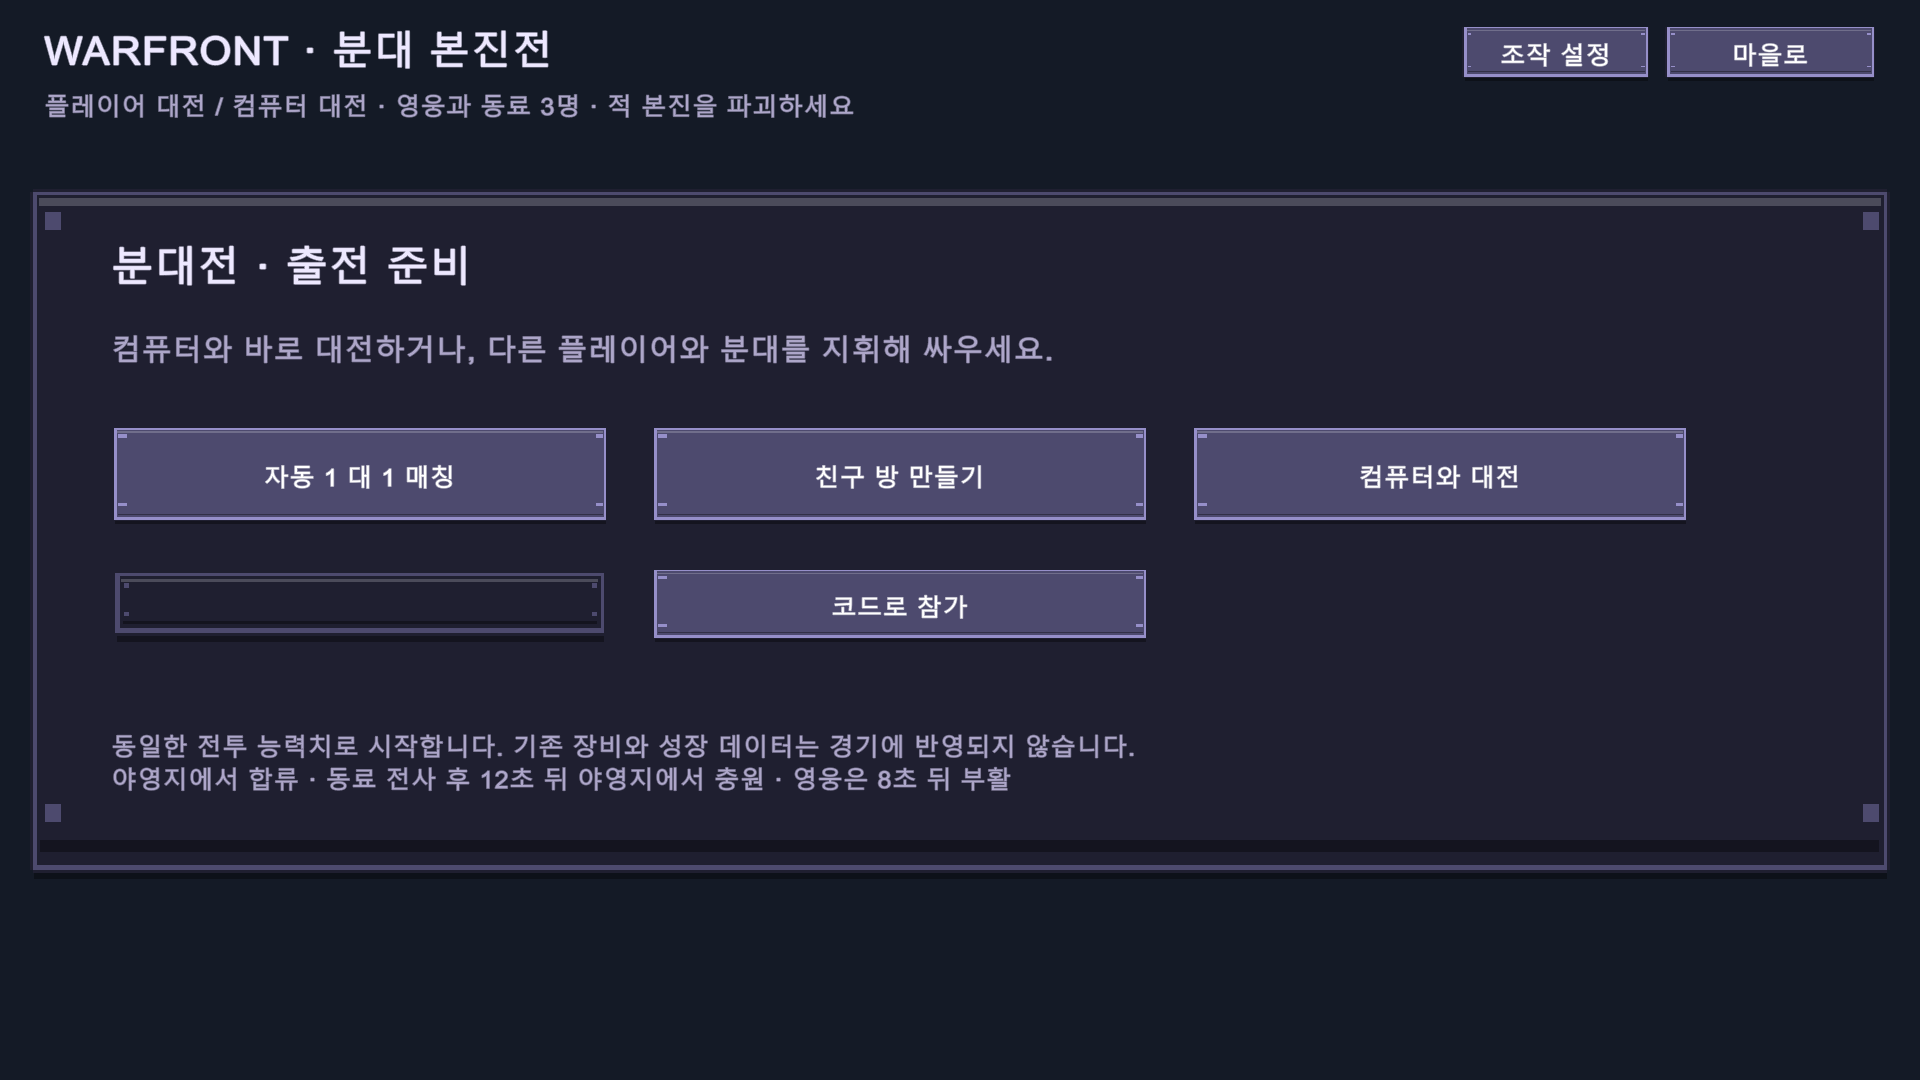 WARFRONT · 분대 본진전
조작 설정
마을로
플레이어 대전 / 컴퓨터 대전 · 영웅과 동료 3명 · 적 본진을 파괴하세요
분대전 · 출전 준비
컴퓨터와 바로 대전하거나, 다른 플레이어와 분대를 지휘해 싸우세요.
자동 1 대 1 매칭
친구 방 만들기
컴퓨터와 대전
코드로 참가
동일한 전투 능력치로 시작합니다. 기존 장비와 성장 데이터는 경기에 반영되지 않습니다.
야영지에서 합류 · 동료 전사 후 12초 뒤 야영지에서 충원 · 영웅은 8초 뒤 부활